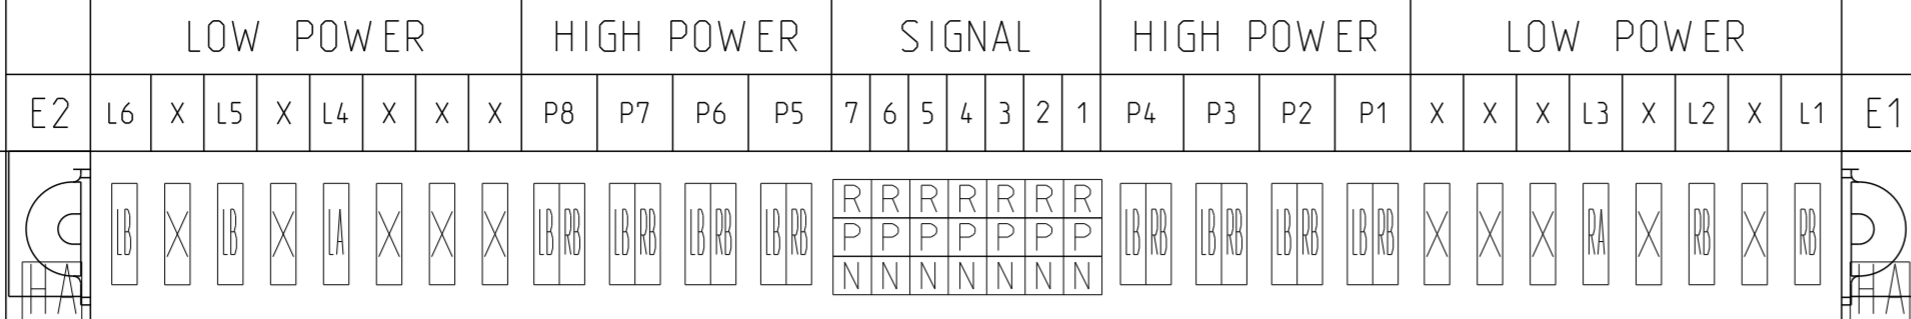 LOW POWER HIGH POWER SIGNAL HIGH POWER LOW POWER
E2 L6 X L5 X L4 X X X P8 P7 P6 P5 7 6 5 4 3 2 1 P4 P3 P2 P1 X X X L3 X L2 X L1 E1
R R R R R R R
LB X LB X LA X X X LB RB LB RB LB RB LB RB P P P P P P P LB RB LB RB LB RB LB RB X X X RA X RB X RB
N N N N N N N
HA HA